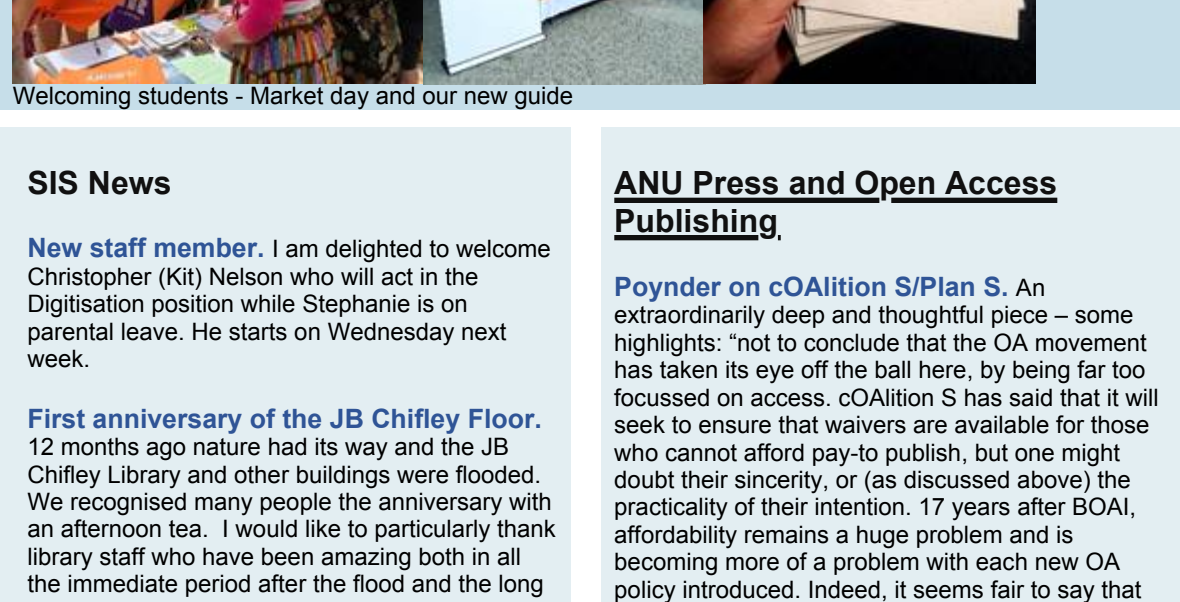 Welcoming students - Market day and our new guide
SIS News
New staff member. I am delighted to welcome
Christopher (Kit) Nelson who will act in the
Digitisation position while Stephanie is on
parental leave. He starts on Wednesday next
week.
First anniversary of the JB Chifley Floor.
12 months ago nature had its way and the JB
Chifley Library and other buildings were flooded.
We recognised many people the anniversary with
an afternoon tea.  I would like to particularly thank
library staff who have been amazing both in all
the immediate period after the flood and the long
ANU Press and Open Access
Publishing
Poynder on cOAlition S/Plan S. An
extraordinarily deep and thoughtful piece – some
highlights: “not to conclude that the OA movement
has taken its eye off the ball here, by being far too
focussed on access. cOAlition S has said that it will
seek to ensure that waivers are available for those
who cannot afford pay-to publish, but one might
doubt their sincerity, or (as discussed above) the
practicality of their intention. 17 years after BOAI,
affordability remains a huge problem and is
becoming more of a problem with each new OA
policy introduced. Indeed, it seems fair to say that